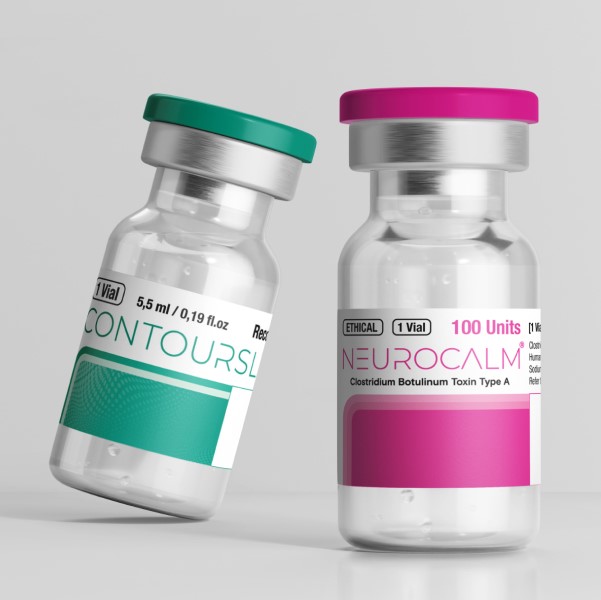 1 Vial
5,5 ml / 0,19 fl.oz
CONTOURSL
ETHICAL
1 Vial
100 Units
NEUROCALM®
Clostridium Botulinum Toxin Type A